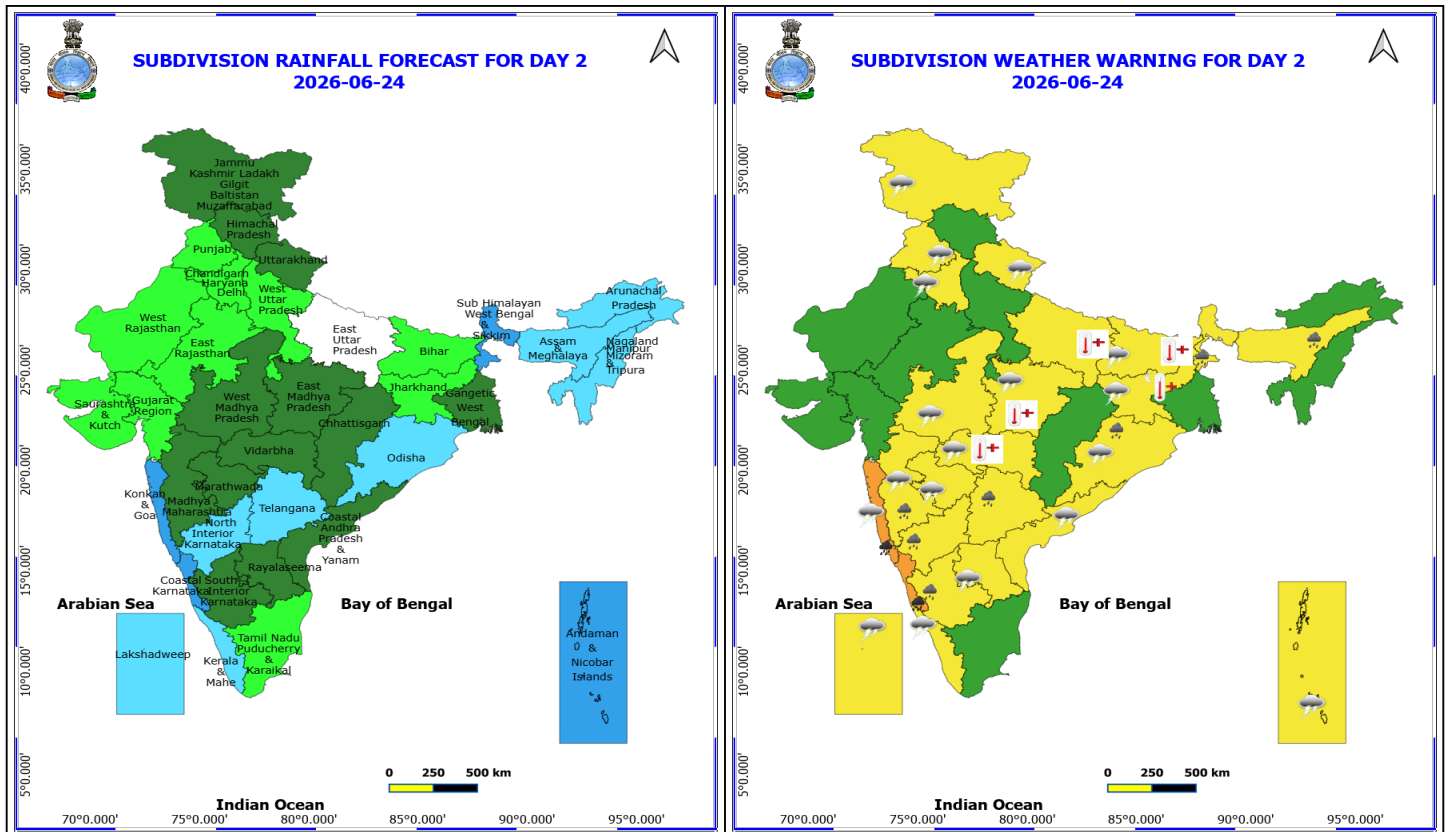 SUBDIVISION RAINFALL FORECAST FOR DAY 2
2026-06-24
40°0.000'
35°0.000'
30°0.000'
25°0.000'
20°0.000'
15°0.000'
10°0.000'
5°0.000'
Jammu
Kashmir Ladakh
Gilgit
Baltistan
Muzaffarabad
Himachal
Pradesh
Punjab
Uttarakhand
Chandigarh
Haryana
Delhi
West
Uttar
Pradesh
West
Rajasthan
East
Rajasthan
East
Uttar
Pradesh
Bihar
Sub Himalayan
West Bengal
&
Sikkim
Arunachal
Pradesh
Assam
&
Meghalaya
Nagaland
Manipur
Mizoram
&
Tripura
Jharkhand
Gangetic
West
Bengal
Saurashtra
&
Kutch
Gujarat
Region
West
Madhya
Pradesh
East
Madhya
Pradesh
Chhattisgarh
Odisha
Vidarbha
Marathwada
Konkan
&
Goa
Madhya
Maharashtra
North
Interior
Karnataka
Telangana
Coastal
Andhra
Pradesh
&
Yanam
Rayalaseema
Coastal
Karnataka
South
Interior
Karnataka
Arabian Sea
Bay of Bengal
Tamil Nadu
Puducherry
&
Karaikal
Lakshadweep
Kerala
&
Mahe
Andaman
&
Nicobar
Islands
0 250 500 km
Indian Ocean
70°0.000' 75°0.000' 80°0.000' 85°0.000' 90°0.000' 95°0.000'
SUBDIVISION WEATHER WARNING FOR DAY 2
2026-06-24
40°0.000'
35°0.000'
30°0.000'
25°0.000'
20°0.000'
15°0.000'
10°0.000'
5°0.000'
Arabian Sea
Bay of Bengal
0 250 500 km
Indian Ocean
70°0.000' 75°0.000' 80°0.000' 85°0.000' 90°0.000' 95°0.000'